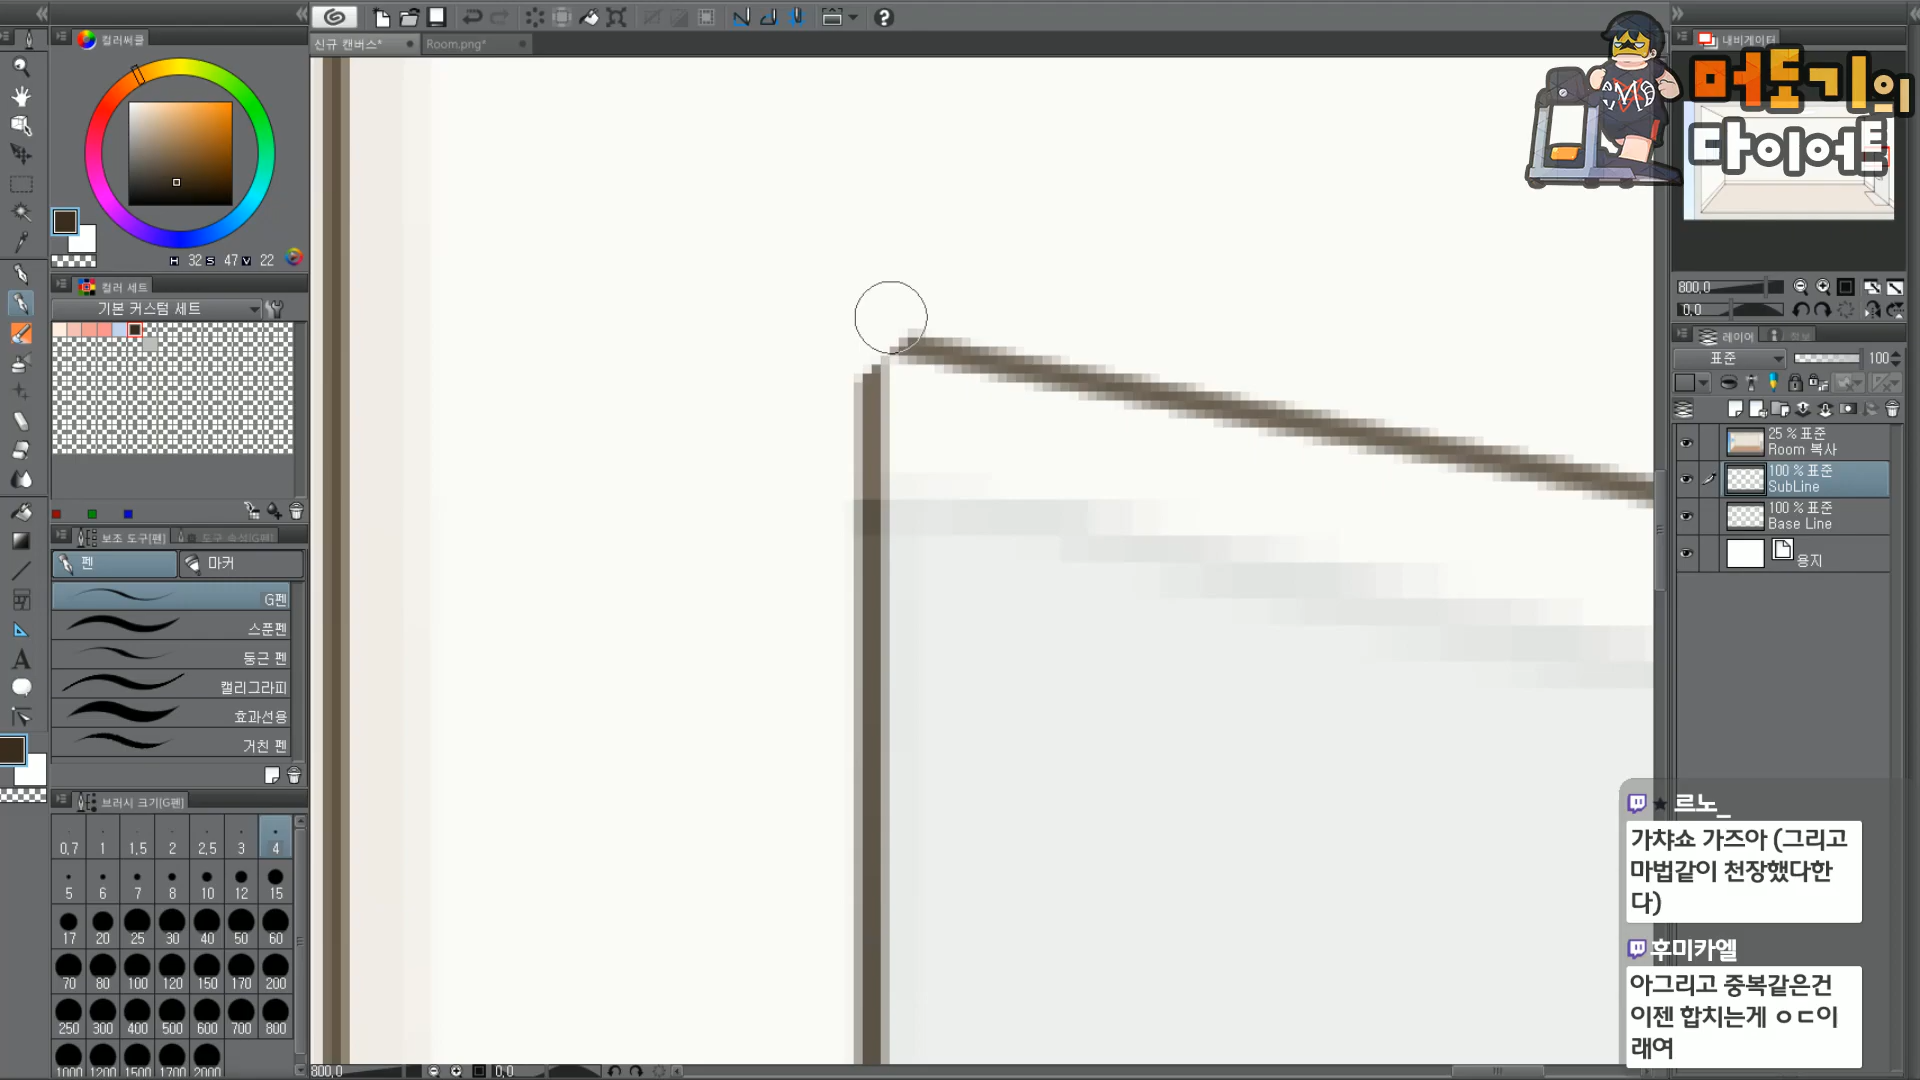 컬러써클
신규 캔버스*
Room.png*
내비게이터
머도기의
다이어트
H 32 S 47 V 22
800,0
0,0
컬러 세트
기본 커스텀 세트
레이어
정보
표준
100
25 % 표준
Room 복사
100 % 표준
SubLine
100 % 표준
Base Line
용지
보조 도구[펜]
도구 속성[G펜]
펜
마커
G펜
스푼펜
둥근 펜
캘리그라피
효과선용
거친 펜
브러시 크기[G펜]
0,7 1 1,5 2 2,5 3 4
5 6 7 8 10 12 15
17 20 25 30 40 50 60
70 80 100 120 150 170 200
250 300 400 500 600 700 800
1000 1200 1500 1700 2000
르노_
가챠쇼 가즈아 (그리고
마법같이 천장했다한
다)
후미카엘
아그리고 중복같은건
이젠 합치는게 ㅇㄷ이
래여
800,0
0,0